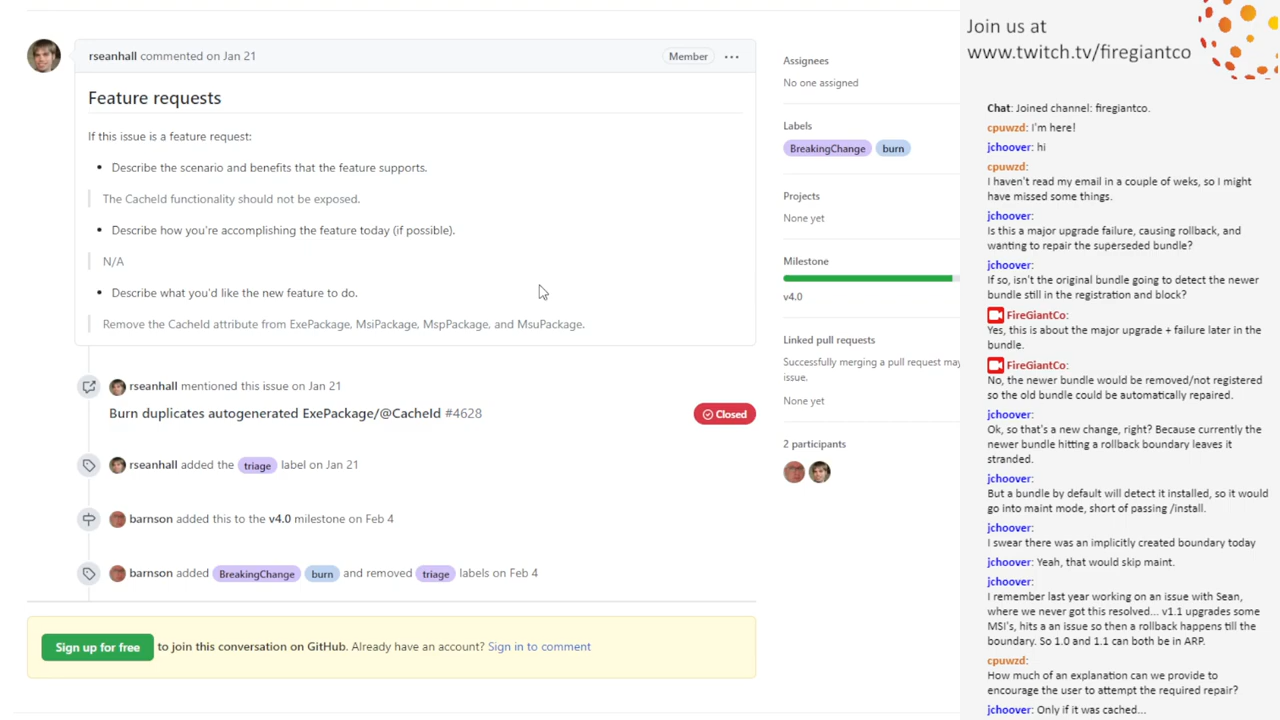 rseanhall commented on Jan 21
Member
Feature requests
If this issue is a feature request:
Describe the scenario and benefits that the feature supports.
The CacheId functionality should not be exposed.
Describe how you're accomplishing the feature today (if possible).
N/A
Describe what you'd like the new feature to do.
Remove the CacheId attribute from ExePackage, MsiPackage, MspPackage, and MsuPackage.
rseanhall mentioned this issue on Jan 21
Burn duplicates autogenerated ExePackage/@CacheId #4628
Closed
rseanhall added the triage label on Jan 21
barnson added this to the v4.0 milestone on Feb 4
barnson added BreakingChange burn and removed triage labels on Feb 4
Sign up for free to join this conversation on GitHub. Already have an account? Sign in to comment
Assignees
No one assigned
Labels
BreakingChange burn
Projects
None yet
Milestone
v4.0
Linked pull requests
Successfully merging a pull request may
issue.
None yet
2 participants
Join us at
www.twitch.tv/firegiantco
Chat: Joined channel: firegiantco.
cpuwzd: I'm here!
jchoover: hi
cpuwzd:
I haven't read my email in a couple of weks, so I might
have missed some things.
jchoover:
Is this a major upgrade failure, causing rollback, and
wanting to repair the superseded bundle?
jchoover:
If so, isn't the original bundle going to detect the newer
bundle still in the registration and block?
FireGiantCo:
Yes, this is about the major upgrade + failure later in the
bundle.
FireGiantCo:
No, the newer bundle would be removed/not registered
so the old bundle could be automatically repaired.
jchoover:
Ok, so that's a new change, right? Because currently the
newer bundle hitting a rollback boundary leaves it
stranded.
jchoover:
But a bundle by default will detect it installed, so it would
go into maint mode, short of passing /install.
jchoover:
I swear there was an implicitly created boundary today
jchoover: Yeah, that would skip maint.
jchoover:
I remember last year working on an issue with Sean,
where we never got this resolved... v1.1 upgrades some
MSI's, hits a an issue so then a rollback happens till the
boundary. So 1.0 and 1.1 can both be in ARP.
cpuwzd:
How much of an explanation can we provide to
encourage the user to attempt the required repair?
jchoover: Only if it was cached...